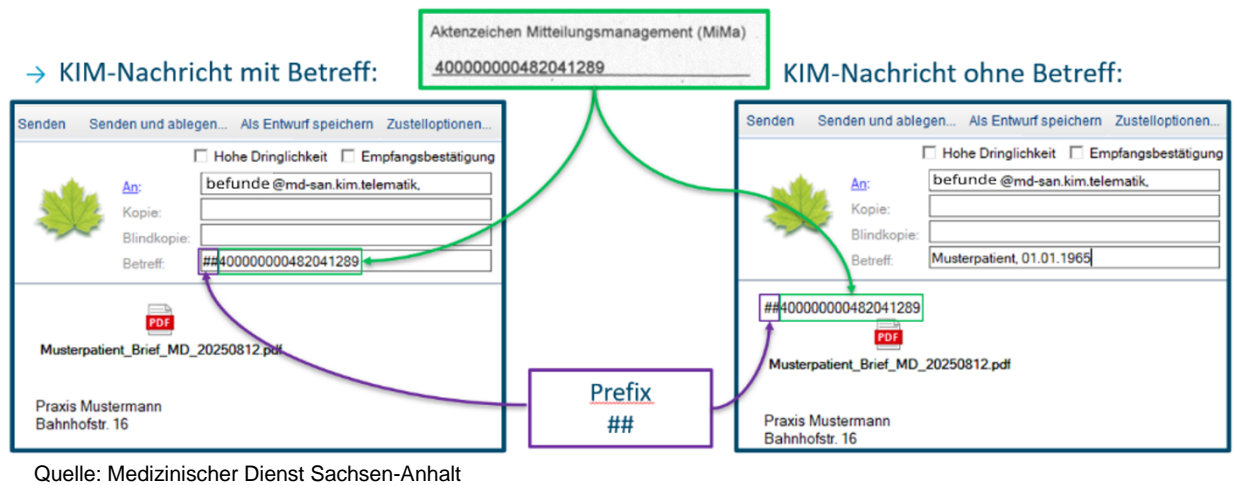 Aktenzeichen Mitteilungsmanagement (MiMa)
400000000482041289
→ KIM-Nachricht mit Betreff:
Senden Senden und ablegen... Als Entwurf speichern Zustelloptionen...
Hohe Dringlichkeit Empfangsbestätigung
An: befunde @md-san.kim.telematik,
Kopie:
Blindkopie:
Betreff: ##400000000482041289
PDF
Musterpatient_Brief_MD_20250812.pdf
Praxis Mustermann
Bahnhofstr. 16
KIM-Nachricht ohne Betreff:
Senden Senden und ablegen... Als Entwurf speichern Zustelloptionen...
Hohe Dringlichkeit Empfangsbestätigung
An: befunde @md-san.kim.telematik,
Kopie:
Blindkopie:
Betreff: Musterpatient, 01.01.1965
##400000000482041289
PDF
Musterpatient_Brief_MD_20250812.pdf
Praxis Mustermann
Bahnhofstr. 16
Prefix
##
Quelle: Medizinischer Dienst Sachsen-Anhalt